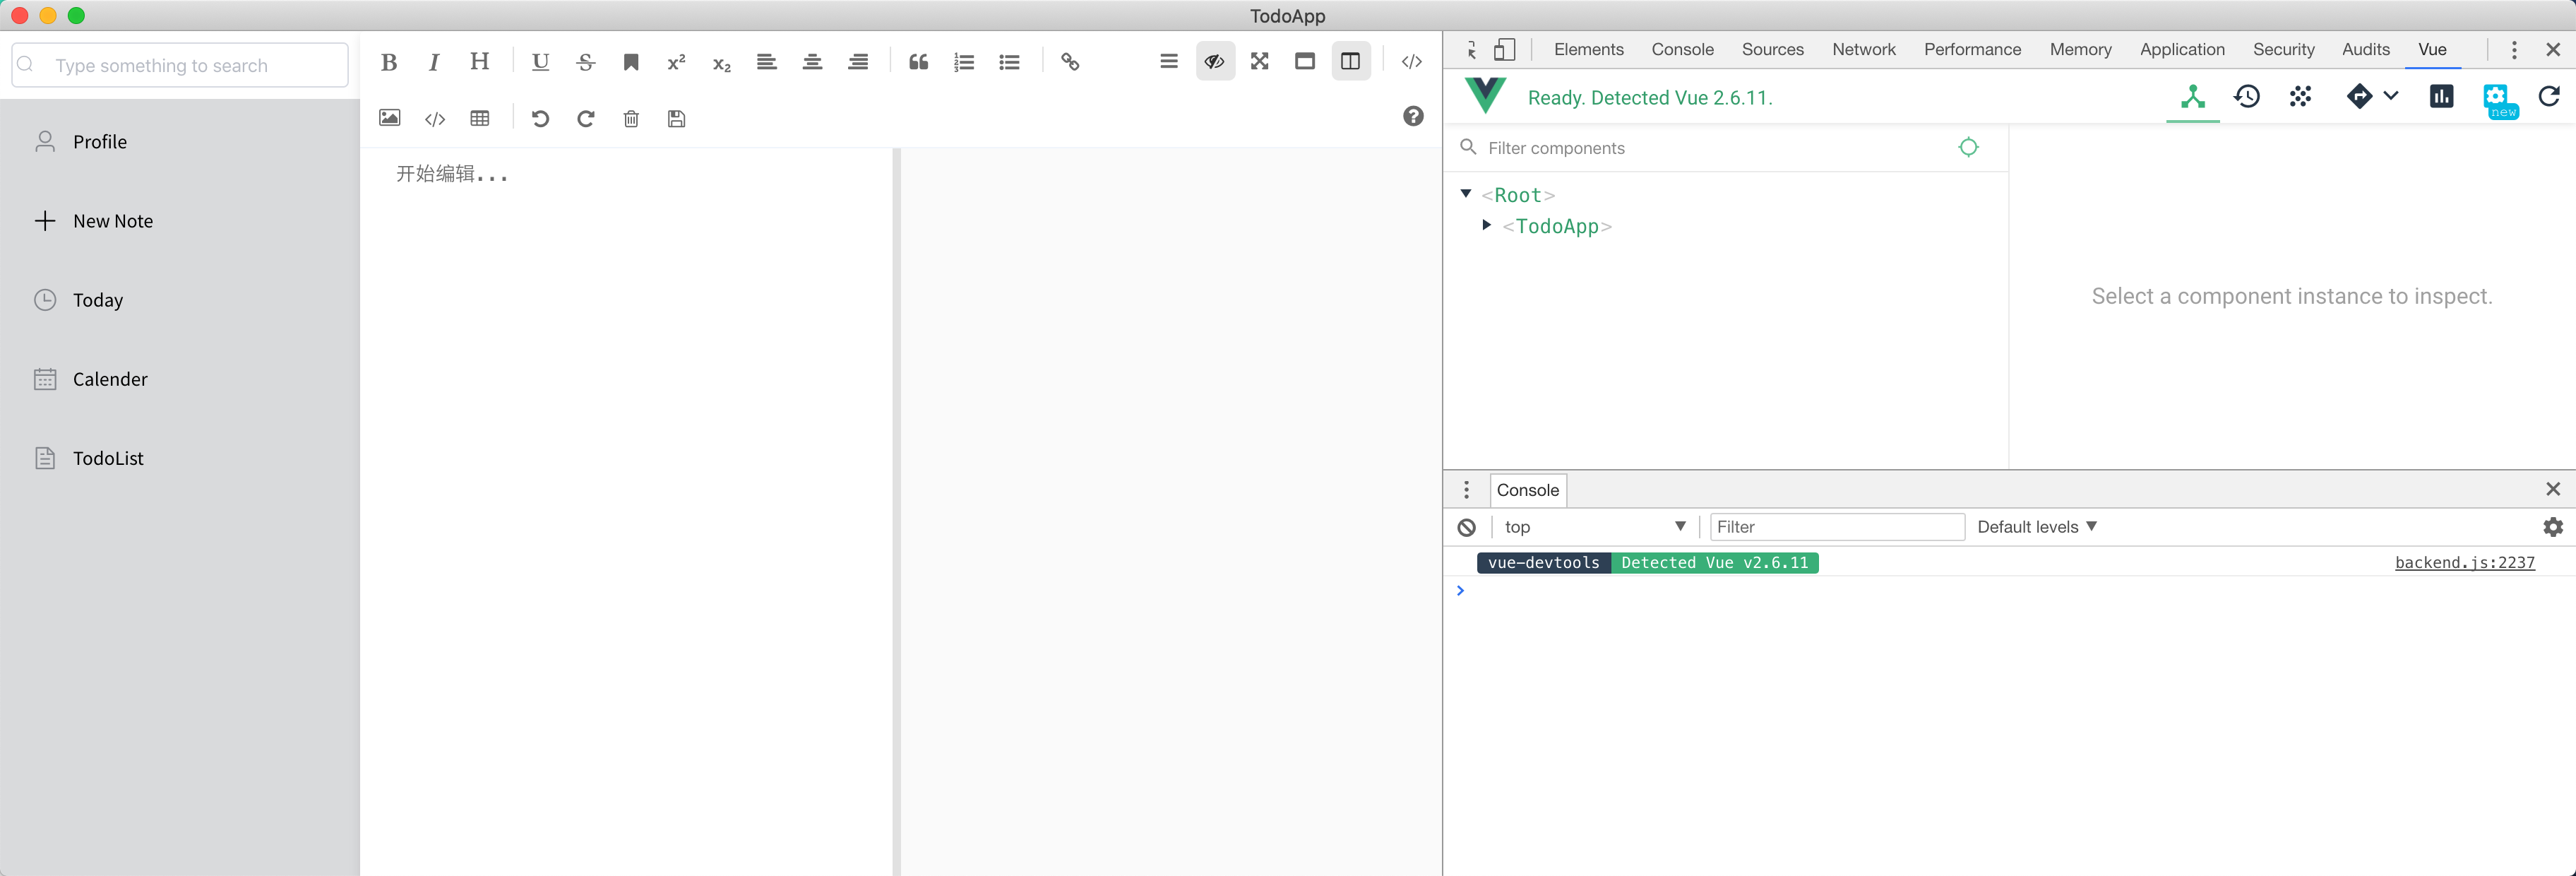 TodoApp
Type something to search
Profile
New Note
Today
Calender
TodoList
B I H U S x² x₂
开始编辑...
Elements Console Sources Network Performance Memory Application Security Audits Vue
Ready. Detected Vue 2.6.11.
new
Filter components
<Root>
<TodoApp>
Select a component instance to inspect.
Console
top Filter Default levels
vue-devtools Detected Vue v2.6.11 backend.js:2237